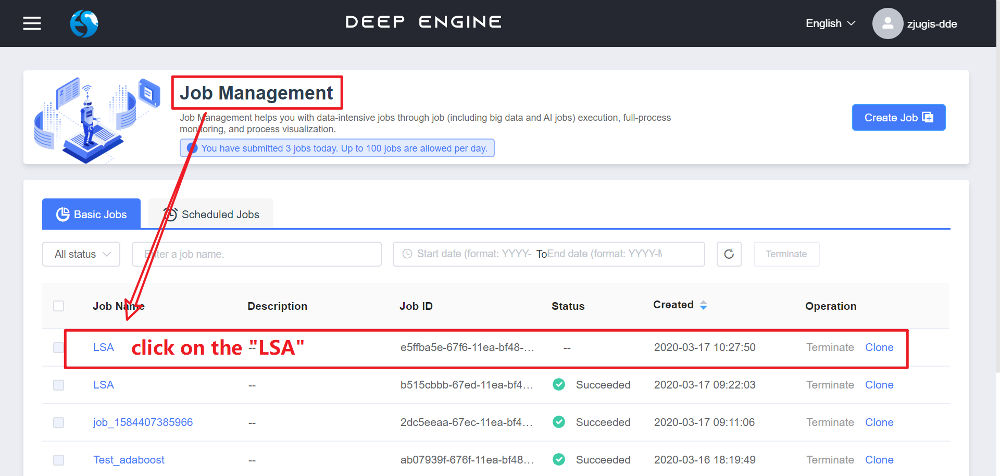 DEEP ENGINE
English
zjugis-dde
Job Management
Job Management helps you with data-intensive jobs through job (including big data and AI jobs) execution, full-process
monitoring, and process visualization.
You have submitted 3 jobs today. Up to 100 jobs are allowed per day.
Create Job
Basic Jobs
Scheduled Jobs
All status
Enter a job name.
Start date (format: YYYY-
To
End date (format: YYYY-M
Terminate
Job Name Description Job ID Status Created Operation
LSA click on the "LSA" -- e5ffba5e-67f6-11ea-bf48-... -- 2020-03-17 10:27:50 Terminate Clone
LSA -- b515cbbb-67ed-11ea-bf4... Succeeded 2020-03-17 09:22:03 Terminate Clone
job_1584407385966 -- 2dc5eeaa-67ec-11ea-bf4... Succeeded 2020-03-17 09:11:06 Terminate Clone
Test_adaboost -- ab07939f-676f-11ea-bf48... Succeeded 2020-03-16 18:19:49 Terminate Clone